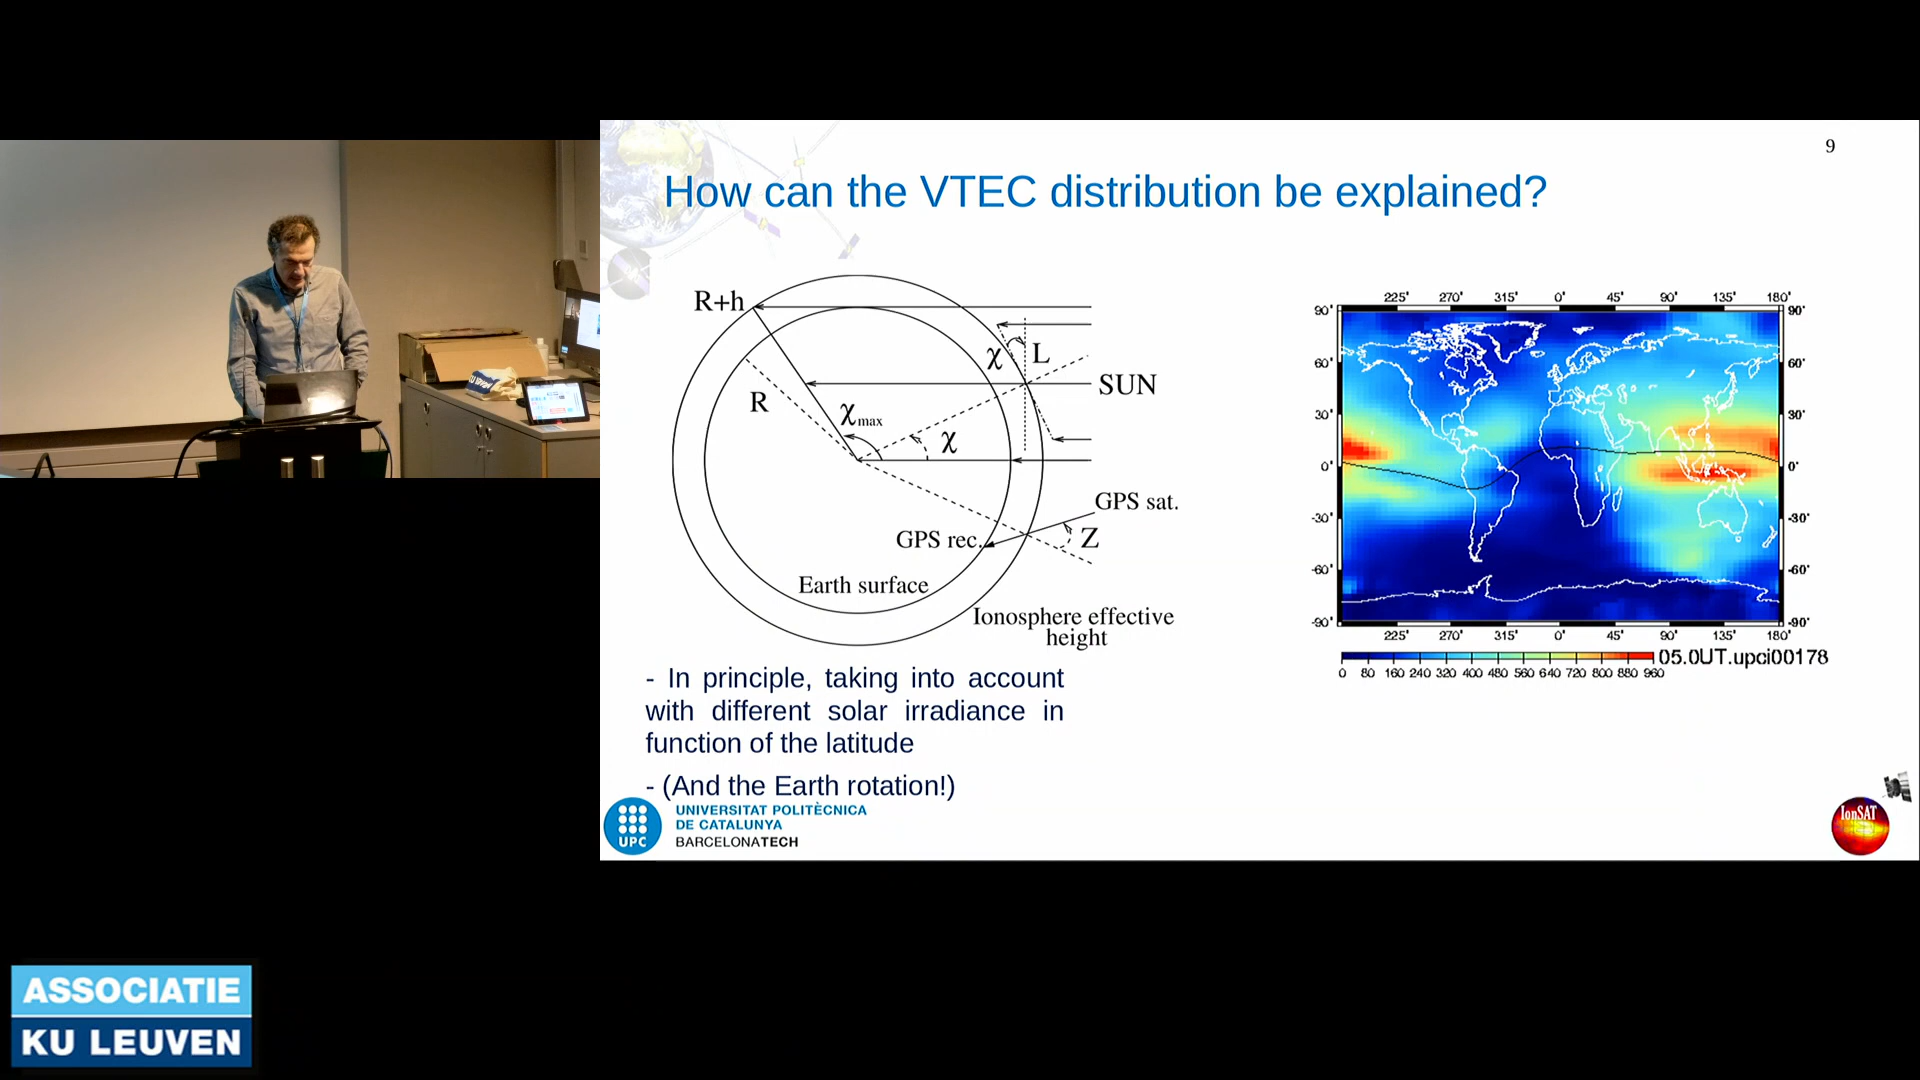 9
How can the VTEC distribution be explained?
R+h
R
χmax
χ
χ
L
SUN
GPS sat.
GPS rec.
Z
Earth surface
Ionosphere effective
height
225° 270° 315° 0° 45° 90° 135° 180°
90° 90°
60° 60°
30° 30°
0° 0°
-30° -30°
-60° -60°
-90° -90°
225° 270° 315° 0° 45° 90° 135° 180°
0 80 160 240 320 400 480 560 640 720 800 880 960
05.0UT.upci00178
- In principle, taking into account
with different solar irradiance in
function of the latitude
- (And the Earth rotation!)
UPC
UNIVERSITAT POLITÈCNICA
DE CATALUNYA
BARCELONATECH
IonSAT
ASSOCIATIE
KU LEUVEN